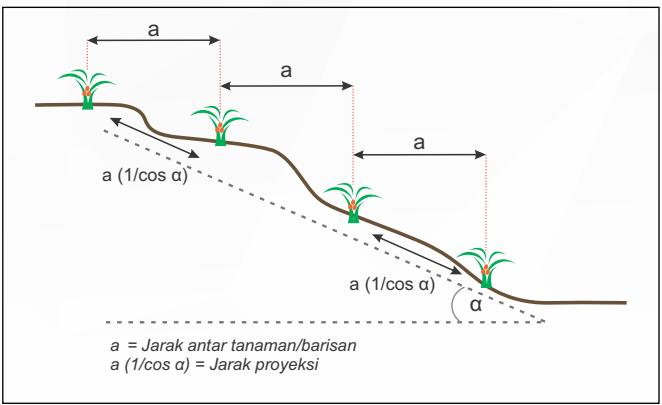 a
a
a
a (1/cos α)
a (1/cos α)
α
a = Jarak antar tanaman/barisan
a (1/cos α) = Jarak proyeksi